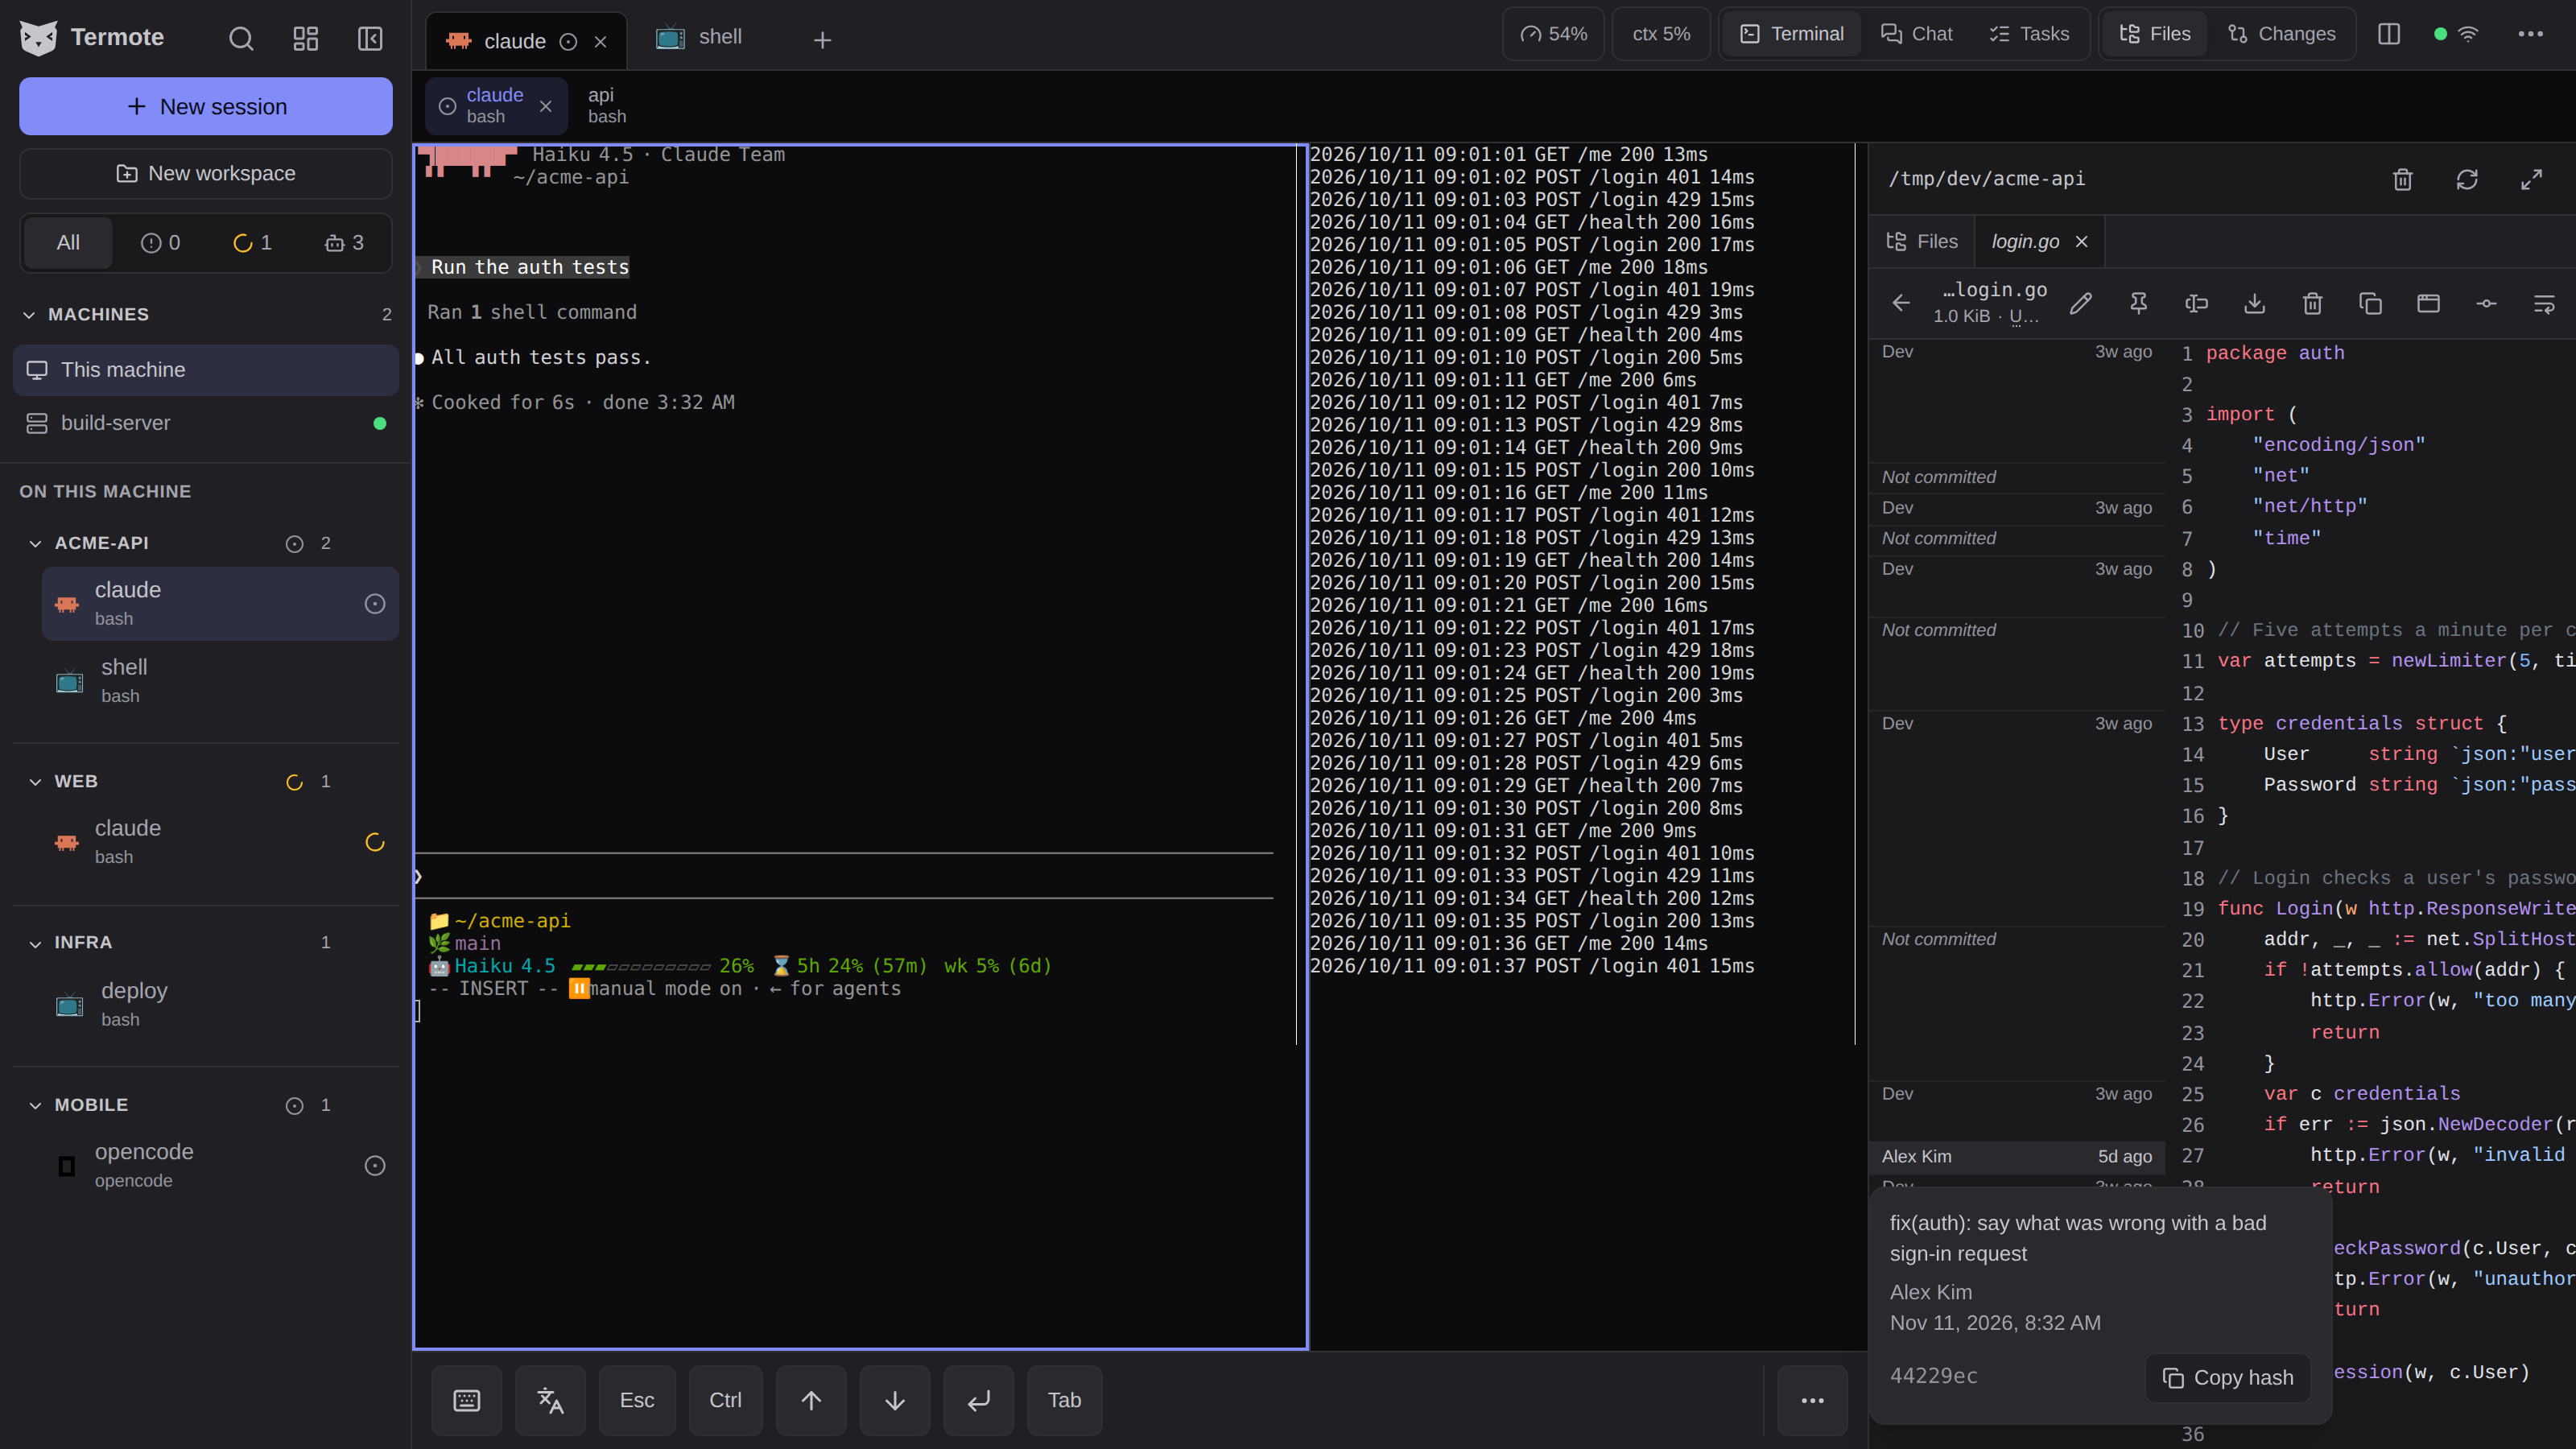 Termote
New session
New workspace
All
0
1
3
MACHINES 2
This machine
build-server
ON THIS MACHINE
ACME-API 2
claude
bash
shell
bash
WEB 1
claude
bash
INFRA 1
deploy
bash
MOBILE 1
opencode
opencode
claude
shell
54%
ctx 5%
Terminal
Chat
Tasks
Files
Changes
claude
bash
api
bash
Haiku 4.5 · Claude Team
~/acme-api
Run the auth tests
Ran 1 shell command
● All auth tests pass.
✻ Cooked for 6s · done 3:32 AM
❯
~/acme-api
main
Haiku 4.5 ▰▰▰▱▱▱▱▱▱▱▱▱ 26% 5h 24% (57m) wk 5% (6d)
-- INSERT -- manual mode on · ← for agents
2026/10/11 09:01:01 GET /me 200 13ms
2026/10/11 09:01:02 POST /login 401 14ms
2026/10/11 09:01:03 POST /login 429 15ms
2026/10/11 09:01:04 GET /health 200 16ms
2026/10/11 09:01:05 POST /login 200 17ms
2026/10/11 09:01:06 GET /me 200 18ms
2026/10/11 09:01:07 POST /login 401 19ms
2026/10/11 09:01:08 POST /login 429 3ms
2026/10/11 09:01:09 GET /health 200 4ms
2026/10/11 09:01:10 POST /login 200 5ms
2026/10/11 09:01:11 GET /me 200 6ms
2026/10/11 09:01:12 POST /login 401 7ms
2026/10/11 09:01:13 POST /login 429 8ms
2026/10/11 09:01:14 GET /health 200 9ms
2026/10/11 09:01:15 POST /login 200 10ms
2026/10/11 09:01:16 GET /me 200 11ms
2026/10/11 09:01:17 POST /login 401 12ms
2026/10/11 09:01:18 POST /login 429 13ms
2026/10/11 09:01:19 GET /health 200 14ms
2026/10/11 09:01:20 POST /login 200 15ms
2026/10/11 09:01:21 GET /me 200 16ms
2026/10/11 09:01:22 POST /login 401 17ms
2026/10/11 09:01:23 POST /login 429 18ms
2026/10/11 09:01:24 GET /health 200 19ms
2026/10/11 09:01:25 POST /login 200 3ms
2026/10/11 09:01:26 GET /me 200 4ms
2026/10/11 09:01:27 POST /login 401 5ms
2026/10/11 09:01:28 POST /login 429 6ms
2026/10/11 09:01:29 GET /health 200 7ms
2026/10/11 09:01:30 POST /login 200 8ms
2026/10/11 09:01:31 GET /me 200 9ms
2026/10/11 09:01:32 POST /login 401 10ms
2026/10/11 09:01:33 POST /login 429 11ms
2026/10/11 09:01:34 GET /health 200 12ms
2026/10/11 09:01:35 POST /login 200 13ms
2026/10/11 09:01:36 GET /me 200 14ms
2026/10/11 09:01:37 POST /login 401 15ms
Esc
Ctrl
Tab
/tmp/dev/acme-api
Files
login.go
…login.go
1.0 KiB · U…
Dev 3w ago
Not committed
Dev 3w ago
Not committed
Dev 3w ago
Not committed
Dev 3w ago
Not committed
Dev 3w ago
Alex Kim 5d ago
Dev 3w ago
1 package auth
2
3 import (
4 "encoding/json"
5 "net"
6 "net/http"
7 "time"
8 )
9
10 // Five attempts a minute per c
11 var attempts = newLimiter(5, ti
12
13 type credentials struct {
14 User string `json:"user
15 Password string `json:"pass
16 }
17
18 // Login checks a user's passwo
19 func Login(w http.ResponseWrite
20 addr, _, _ := net.SplitHost
21 if !attempts.allow(addr) {
22 http.Error(w, "too many
23 return
24 }
25 var c credentials
26 if err := json.NewDecoder(r
27 http.Error(w, "invalid
28 return
eckPassword(c.User, c
tp.Error(w, "unauthor
turn
ession(w, c.User)
36
fix(auth): say what was wrong with a bad
sign-in request
Alex Kim
Nov 11, 2026, 8:32 AM
44229ec
Copy hash